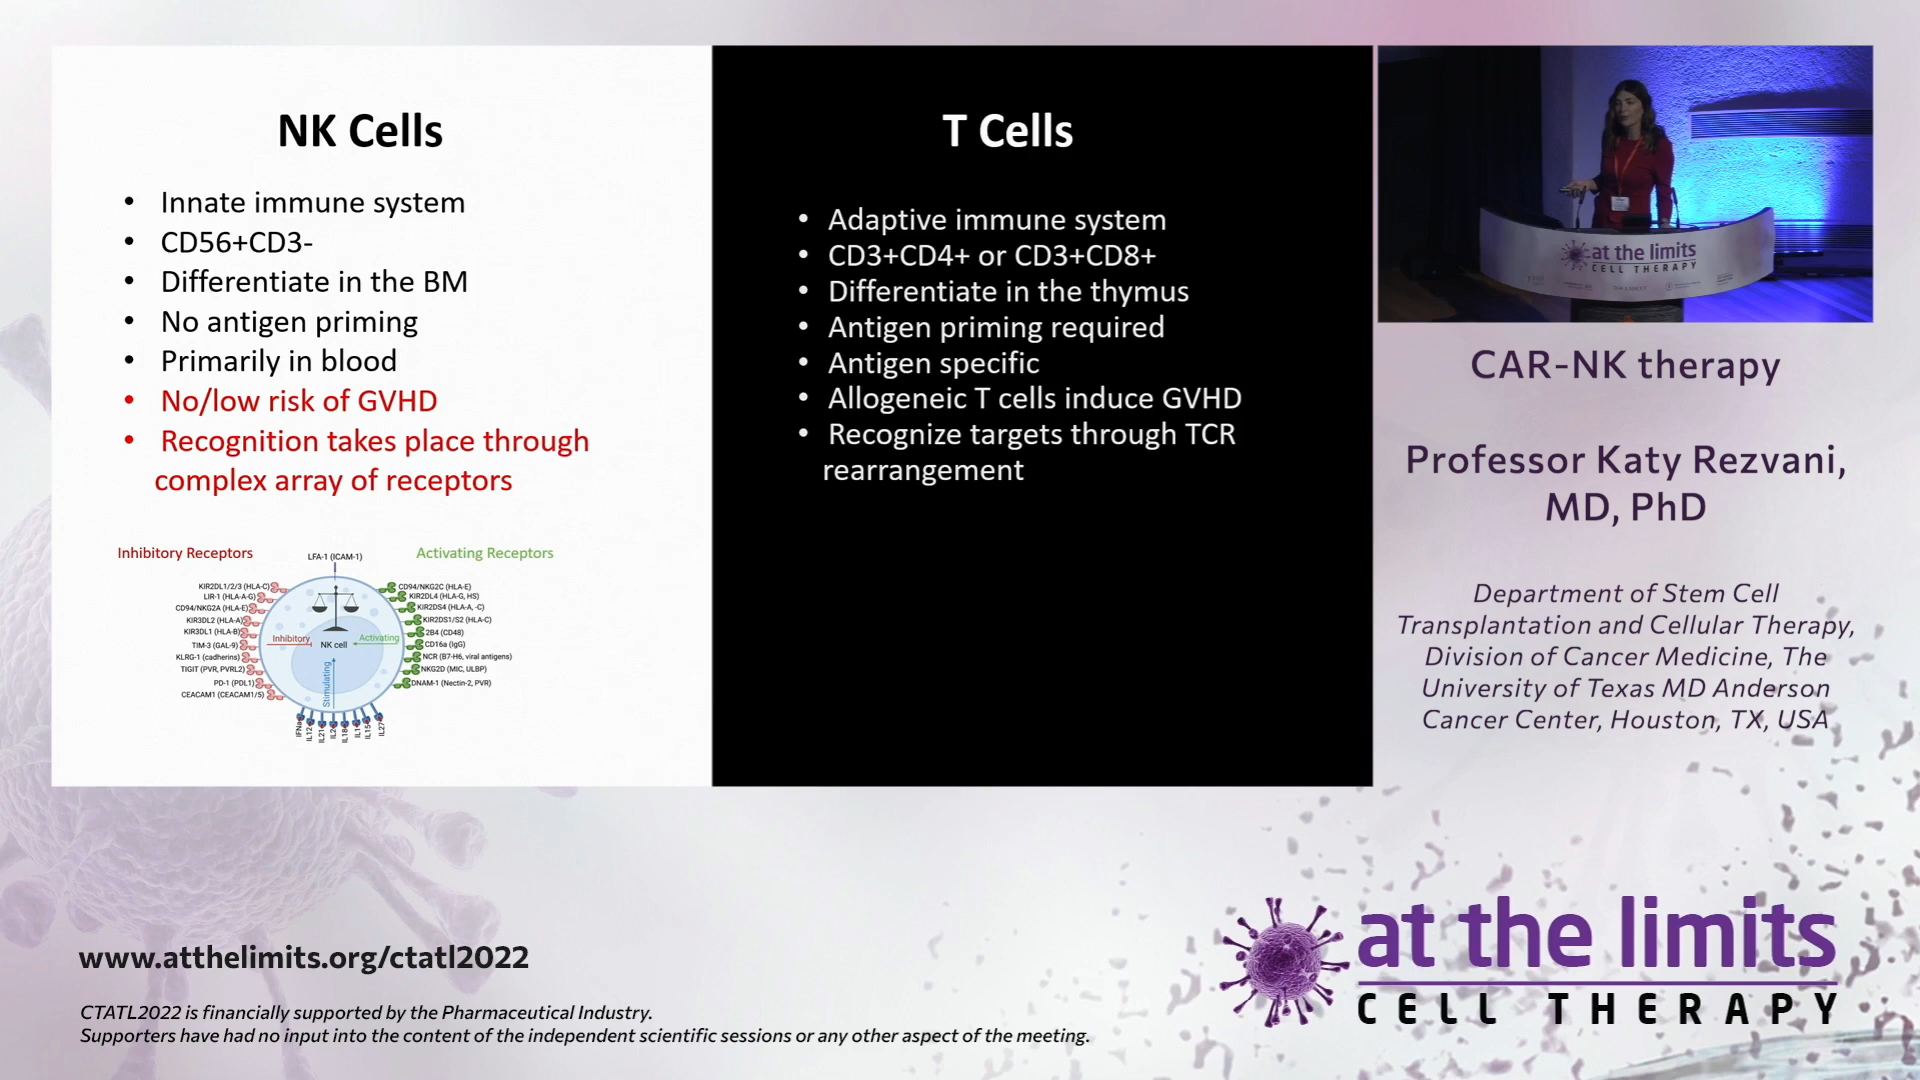 NK Cells
• Innate immune system
• CD56+CD3-
• Differentiate in the BM
• No antigen priming
• Primarily in blood
• No/low risk of GVHD
• Recognition takes place through
complex array of receptors
Inhibitory Receptors
LFA-1 (ICAM-1)
Activating Receptors
KIR2DL1/2/3 (HLA-C)
LIR-1 (HLA-A-G)
CD94/NKG2A (HLA-E)
KIR3DL2 (HLA-A)
KIR3DL1 (HLA-B)
TIM-3 (GAL-9)
KLRG-1 (cadherins)
TIGIT (PVR, PVRL2)
PD-1 (PDL1)
CEACAM1 (CEACAM1/5)
Inhibitory
NK cell
Activating
Stimulating
CD94/NKG2C (HLA-E)
KIR2DL4 (HLA-G, HS)
KIR2DS4 (HLA-A, -C)
KIR2DS1/S2 (HLA-C)
2B4 (CD48)
CD16a (IgG)
NCR (B7-H6, viral antigens)
NKG2D (MIC, ULBP)
DNAM-1 (Nectin-2, PVR)
IL12
IL21
IL18
IL15
IL27
T Cells
• Adaptive immune system
• CD3+CD4+ or CD3+CD8+
• Differentiate in the thymus
• Antigen priming required
• Antigen specific
• Allogeneic T cells induce GVHD
• Recognize targets through TCR
rearrangement
at the limits
CELL THERAPY
CAR-NK therapy
Professor Katy Rezvani,
MD, PhD
Department of Stem Cell
Transplantation and Cellular Therapy,
Division of Cancer Medicine, The
University of Texas MD Anderson
Cancer Center, Houston, TX, USA
www.atthelimits.org/ctatl2022
CTATL2022 is financially supported by the Pharmaceutical Industry.
Supporters have had no input into the content of the independent scientific sessions or any other aspect of the meeting.
at the limits
CELL THERAPY